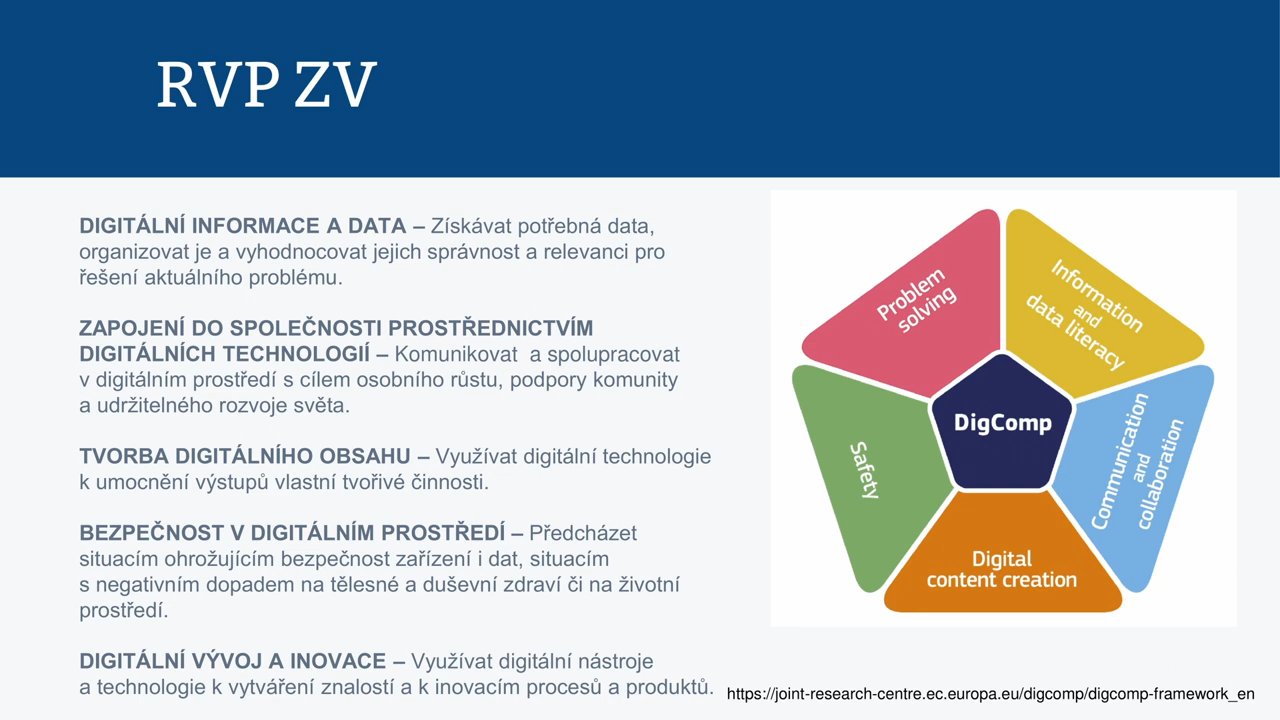 RVP ZV
DIGITÁLNÍ INFORMACE A DATA – Získávat potřebná data,
organizovat je a vyhodnocovat jejich správnost a relevanci pro
řešení aktuálního problému.
ZAPOJENÍ DO SPOLEČNOSTI PROSTŘEDNICTVÍM
DIGITÁLNÍCH TECHNOLOGIÍ – Komunikovat a spolupracovat
v digitálním prostředí s cílem osobního růstu, podpory komunity
a udržitelného rozvoje světa.
TVORBA DIGITÁLNÍHO OBSAHU – Využívat digitální technologie
k umocnění výstupů vlastní tvořivé činnosti.
BEZPEČNOST V DIGITÁLNÍM PROSTŘEDÍ – Předcházet
situacím ohrožujícím bezpečnost zařízení i dat, situacím
s negativním dopadem na tělesné a duševní zdraví či na životní
prostředí.
DIGITÁLNÍ VÝVOJ A INOVACE – Využívat digitální nástroje
a technologie k vytváření znalostí a k inovacím procesů a produktů.
Problem
solving
Information
and
data literacy
DigComp
Safety
Communication
and
collaboration
Digital
content creation
https://joint-research-centre.ec.europa.eu/digcomp/digcomp-framework_en